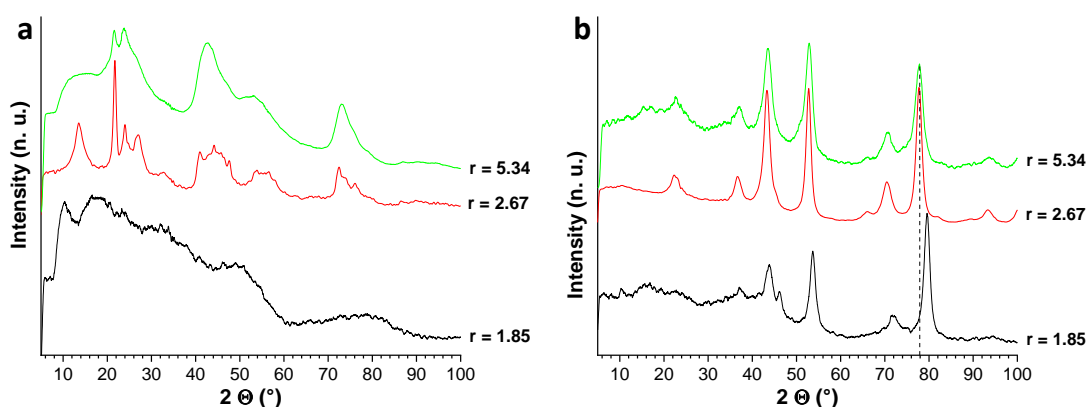 a
Intensity (n. u.)
r = 5.34
r = 2.67
r = 1.85
10 20 30 40 50 60 70 80 90 100
2 Θ (°)
b
Intensity (n. u.)
r = 5.34
r = 2.67
r = 1.85
10 20 30 40 50 60 70 80 90 100
2 Θ (°)